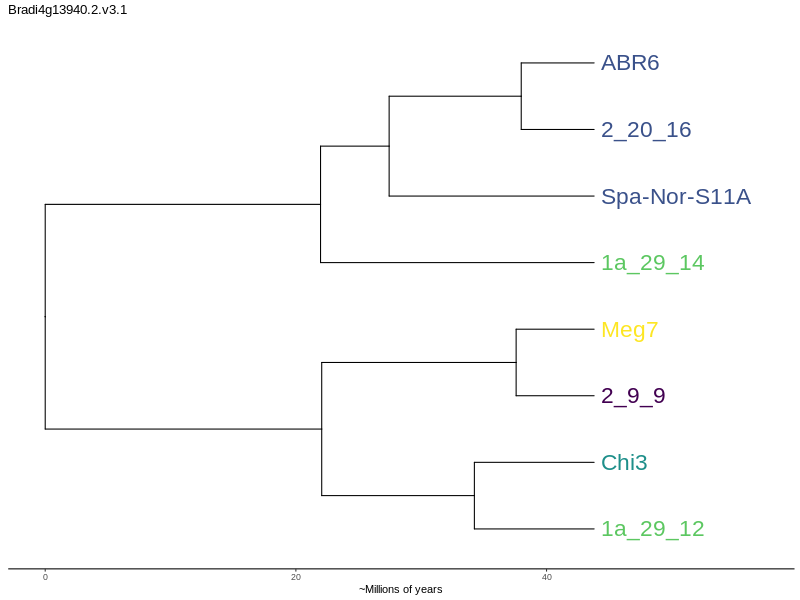 Bradi4g13940.2.v3.1
ABR6
2_20_16
Spa-Nor-S11A
1a_29_14
Meg7
2_9_9
Chi3
1a_29_12
0 20 40
~Millions of years